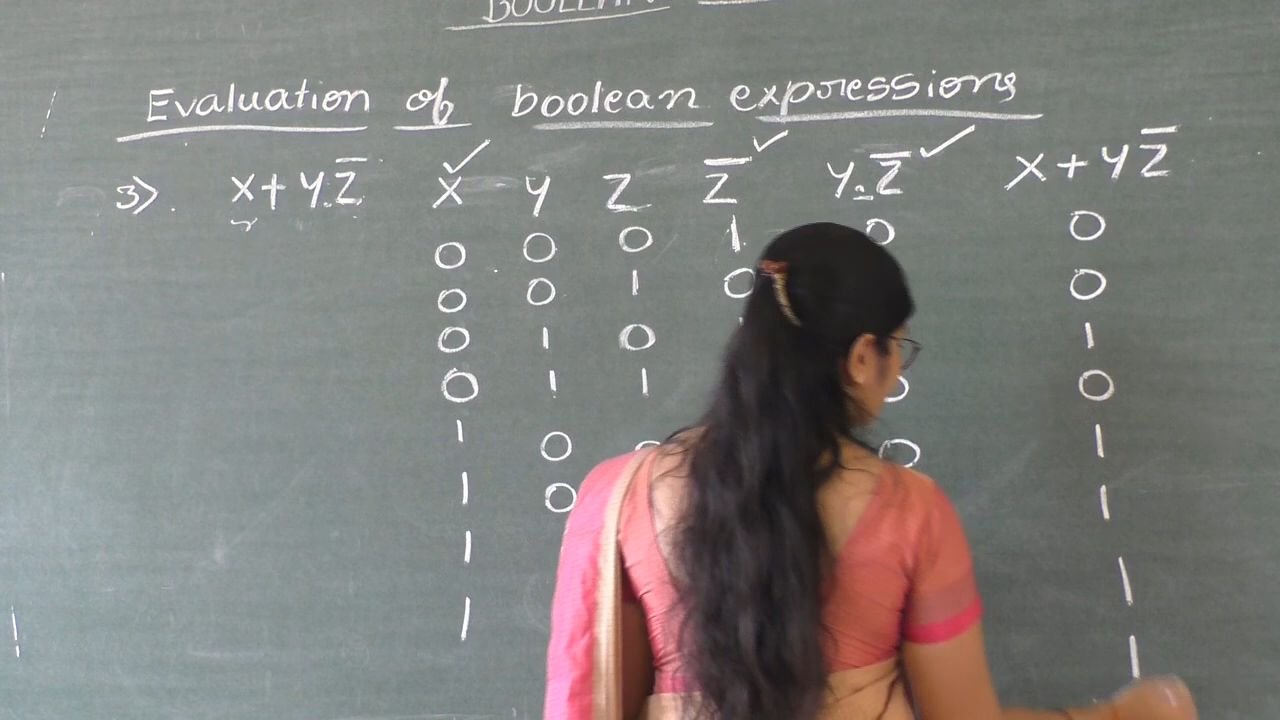 BOOLEAN
Evaluation of boolean expressions
3). x + y.z̅ x y z z̅ y.z̅ x + yz̅
0 0 0 1 0 0
0 0 1 0 0
0 1 0 1
0 1 1 0 0
1 0 0 0 1
1 0 1
1 1
1 1